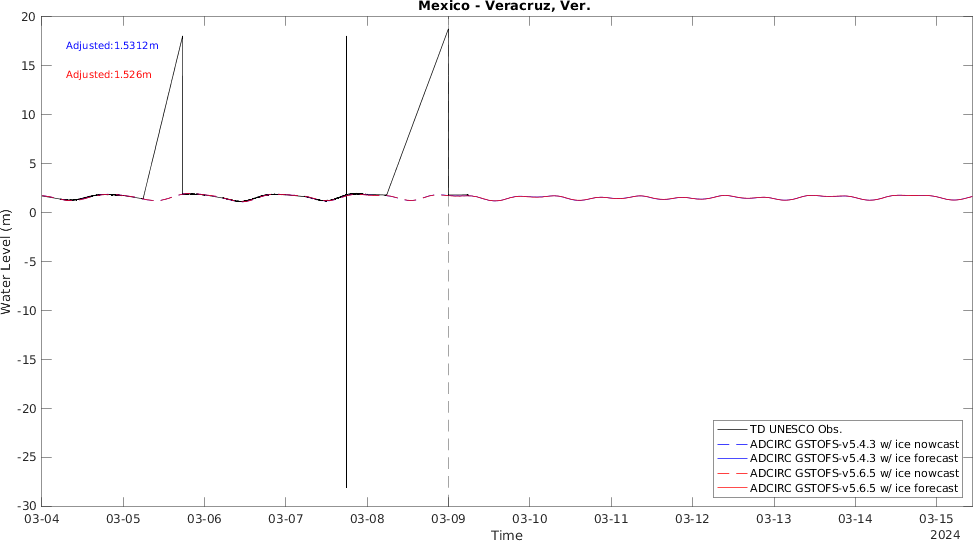 Mexico - Veracruz, Ver.
20
15
10
5
0
-5
-10
-15
-20
-25
-30
Water Level (m)
Adjusted:1.5312m
Adjusted:1.526m
TD UNESCO Obs.
ADCIRC GSTOFS-v5.4.3 w/ ice nowcast
ADCIRC GSTOFS-v5.4.3 w/ ice forecast
ADCIRC GSTOFS-v5.6.5 w/ ice nowcast
ADCIRC GSTOFS-v5.6.5 w/ ice forecast
03-04 03-05 03-06 03-07 03-08 03-09 03-10 03-11 03-12 03-13 03-14 03-15
Time
2024